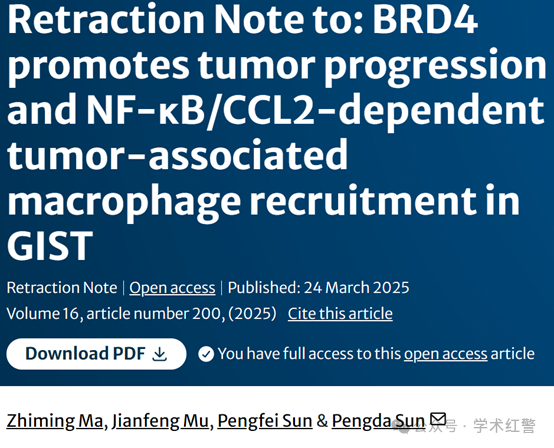 Retraction Note to: BRD4
promotes tumor progression
and NF-κB/CCL2-dependent
tumor-associated
macrophage recruitment in
GIST
Retraction Note | Open access | Published: 24 March 2025
Volume 16, article number 200, (2025) Cite this article
Download PDF You have full access to this open access article
Zhiming Ma, Jianfeng Mu, Pengfei Sun & Pengda Sun
公众号 · 学术红警